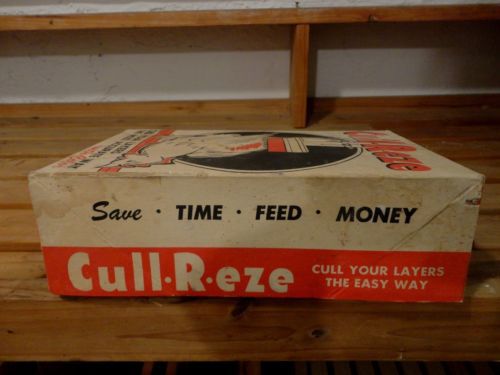 Cull·R·eze
Save · TIME · FEED · MONEY
Cull·R·eze
CULL YOUR LAYERS
THE EASY WAY